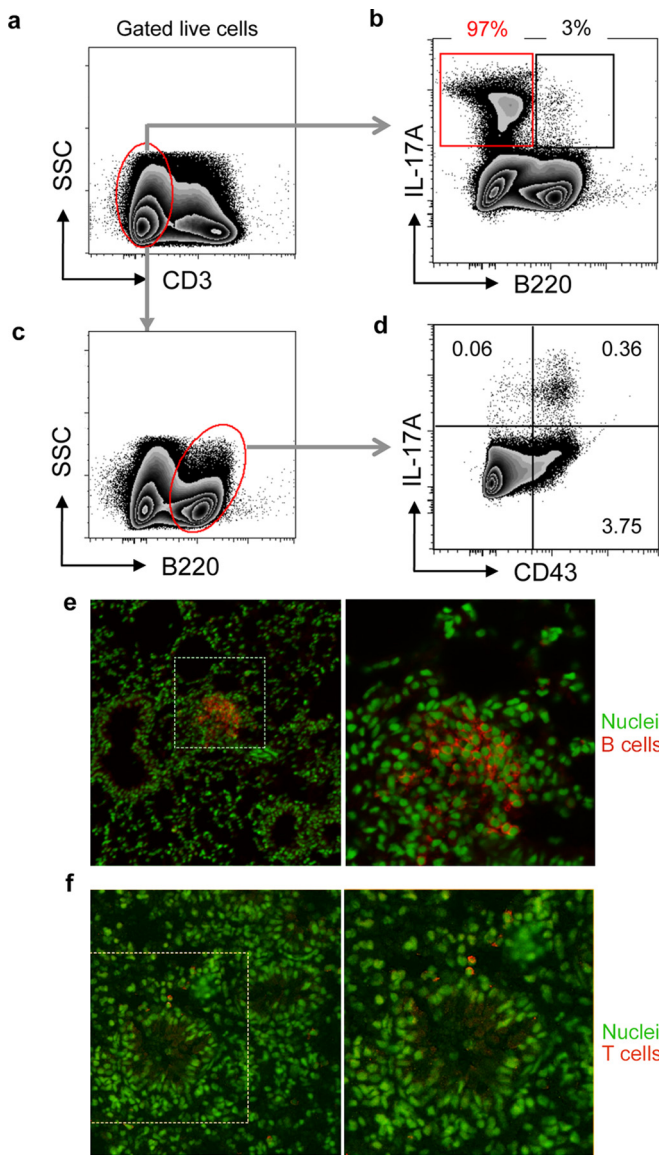 a
Gated live cells
SSC
CD3
b
97%
3%
IL-17A
B220
c
SSC
B220
d
0.06
0.36
IL-17A
3.75
CD43
e
Nuclei
B cells
f
Nuclei
T cells